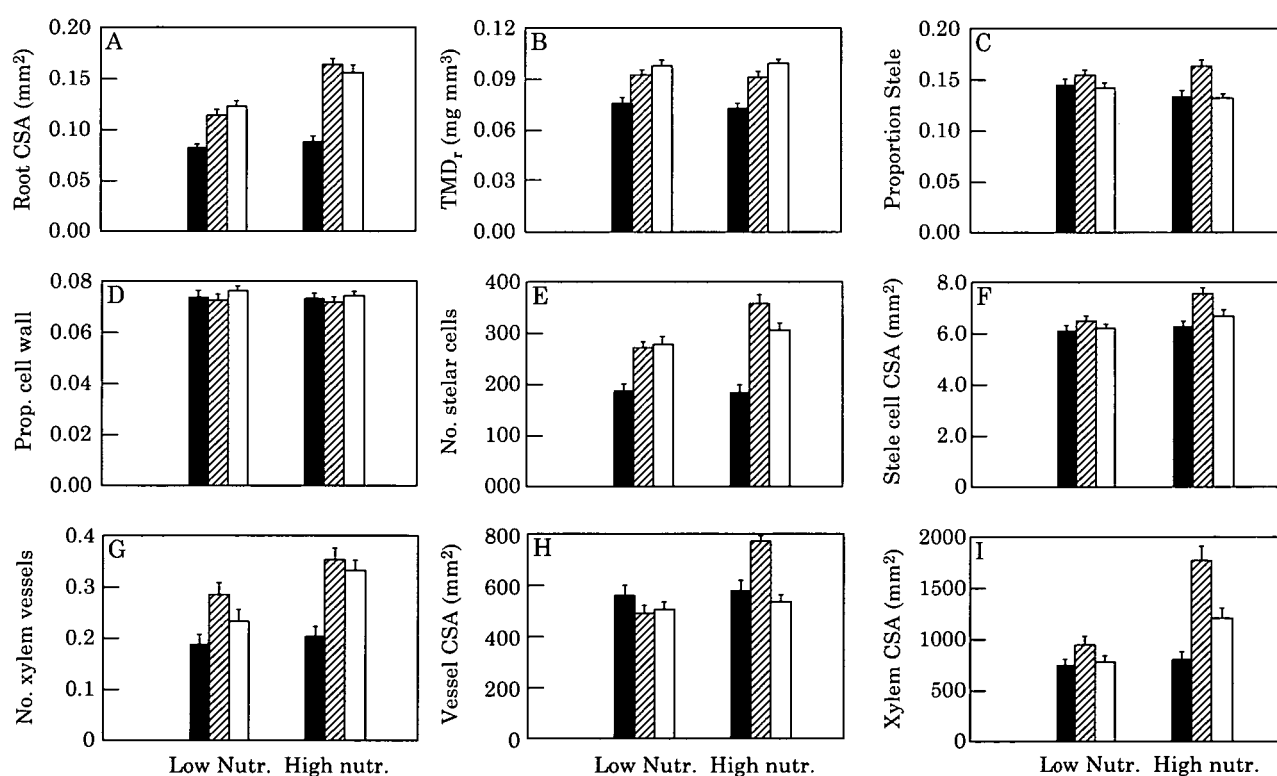 A
Root CSA (mm²)
0.20
0.15
0.10
0.05
0.00
B
TMDᵣ (mg mm³)
0.12
0.09
0.06
0.03
0.00
C
Proportion Stele
0.20
0.15
0.10
0.05
0.00
D
Prop. cell wall
0.08
0.06
0.04
0.02
0.00
E
No. stelar cells
400
300
200
100
000
F
Stele cell CSA (mm²)
8.0
6.0
4.0
2.0
0
G
No. xylem vessels
0.4
0.3
0.2
0.1
0
Low Nutr. High nutr.
H
Vessel CSA (mm²)
800
600
400
200
0
Low Nutr. High nutr.
I
Xylem CSA (mm²)
2000
1500
1000
500
0
Low Nutr. High nutr.